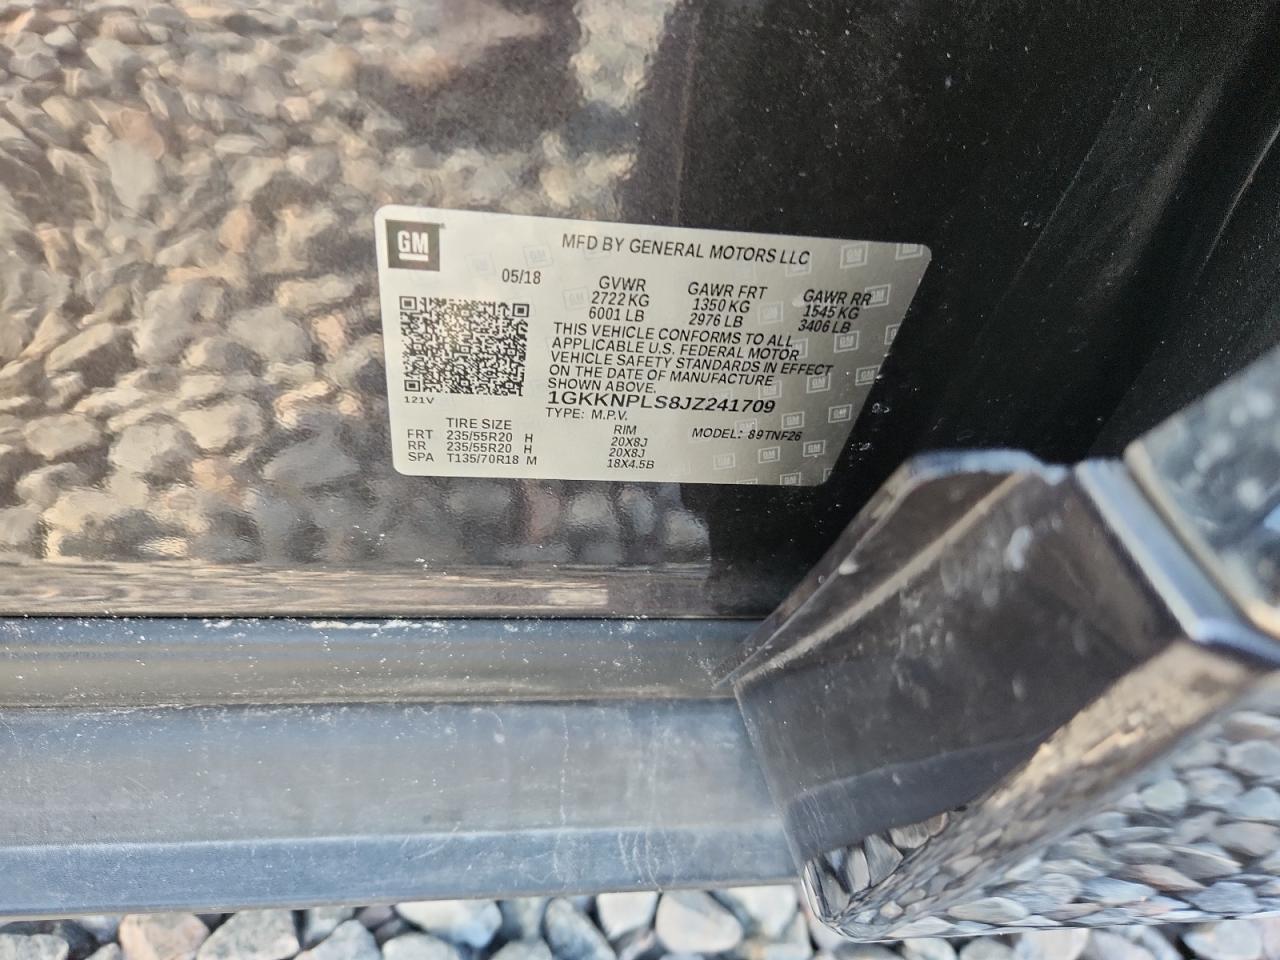 GM
MFD BY GENERAL MOTORS LLC
05/18
GVWR GAWR FRT GAWR RR
2722 KG 1350 KG 1545 KG
6001 LB 2976 LB 3406 LB
THIS VEHICLE CONFORMS TO ALL
APPLICABLE U.S. FEDERAL MOTOR
VEHICLE SAFETY STANDARDS IN EFFECT
ON THE DATE OF MANUFACTURE
SHOWN ABOVE.
1GKKNPLS8JZ241709
121V
TYPE: M.P.V. MODEL: 89TNF26
TIRE SIZE RIM
FRT 235/55R20 H 20X8J
RR 235/55R20 H 20X8J
SPA T135/70R18 M 18X4.5B